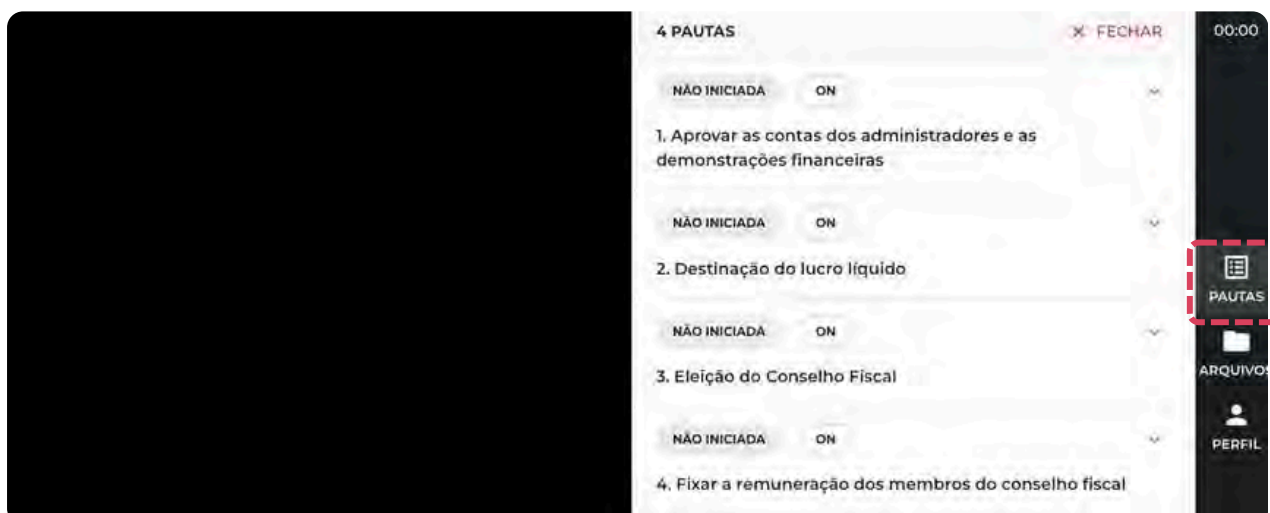 4 PAUTAS
× FECHAR
00:00
NÃO INICIADA
ON
1. Aprovar as contas dos administradores e as
demonstrações financeiras
NÃO INICIADA
ON
2. Destinação do lucro líquido
NÃO INICIADA
ON
3. Eleição do Conselho Fiscal
NÃO INICIADA
ON
4. Fixar a remuneração dos membros do conselho fiscal
PAUTAS
ARQUIVOS
PERFIL